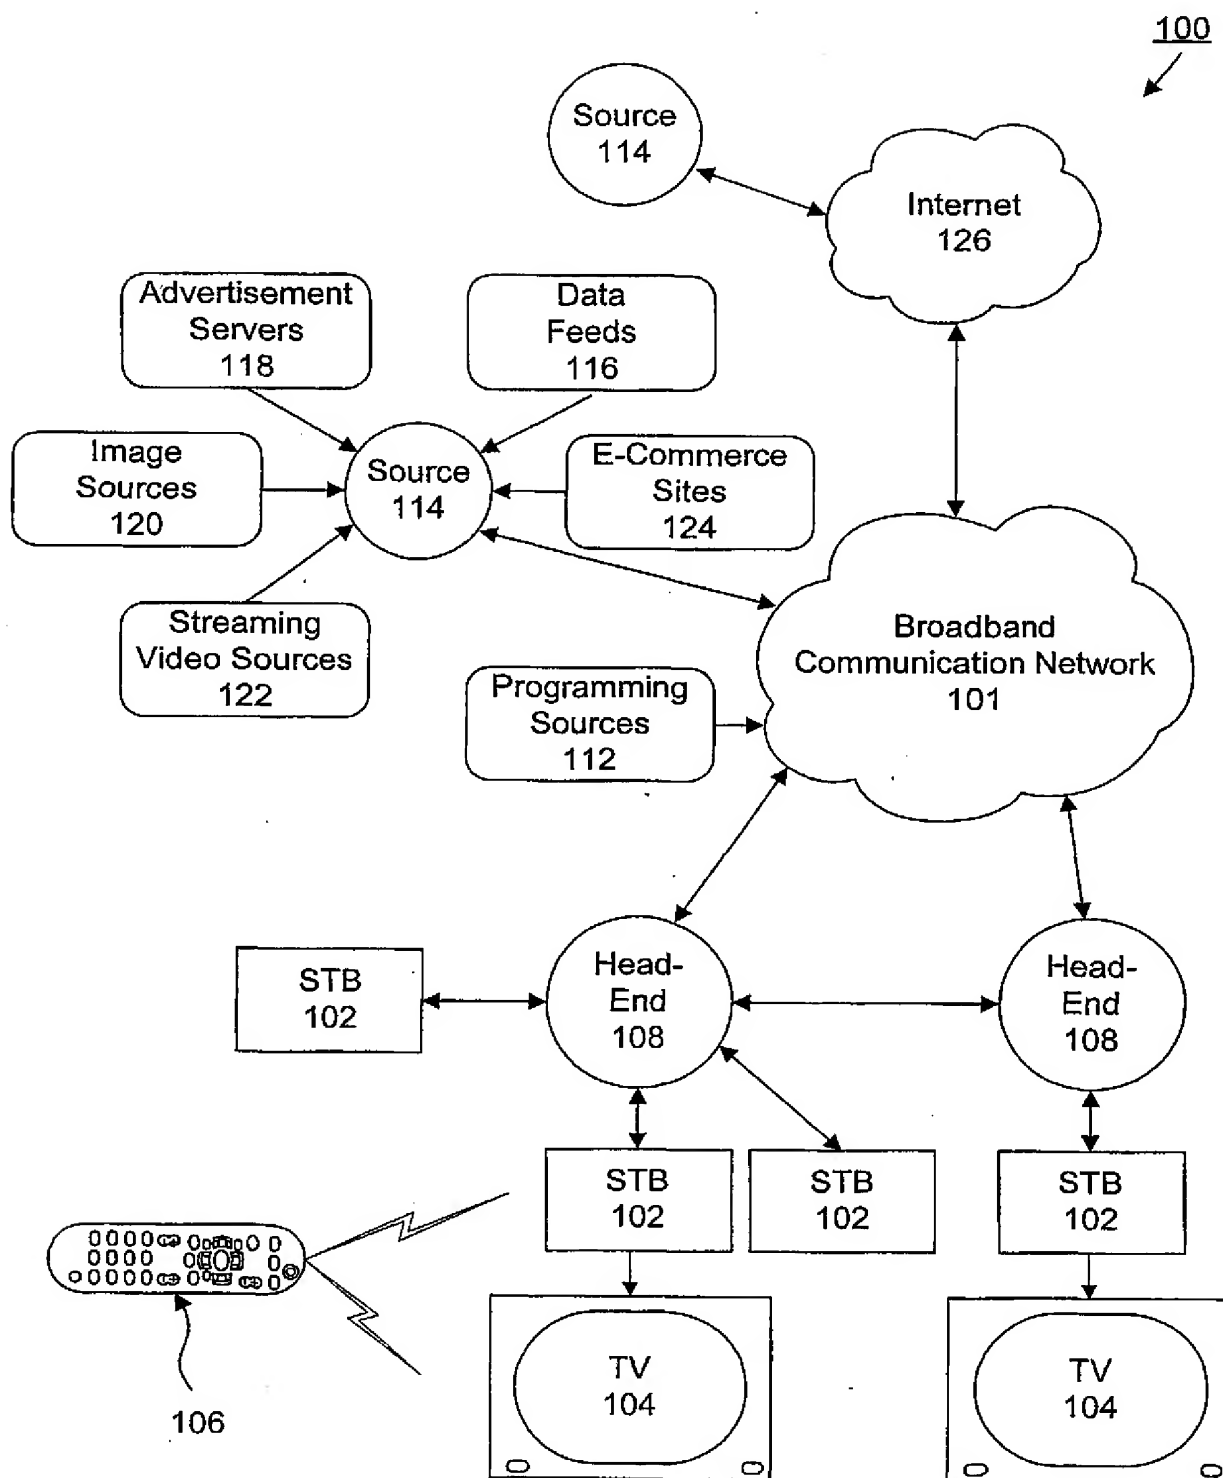 100
Source
114
Internet
126
Advertisement
Servers
118
Data
Feeds
116
Image
Sources
120
Source
114
E-Commerce
Sites
124
Streaming
Video Sources
122
Broadband
Communication Network
101
Programming
Sources
112
STB
102
Head-
End
108
Head-
End
108
STB
102
STB
102
STB
102
106
TV
104
TV
104